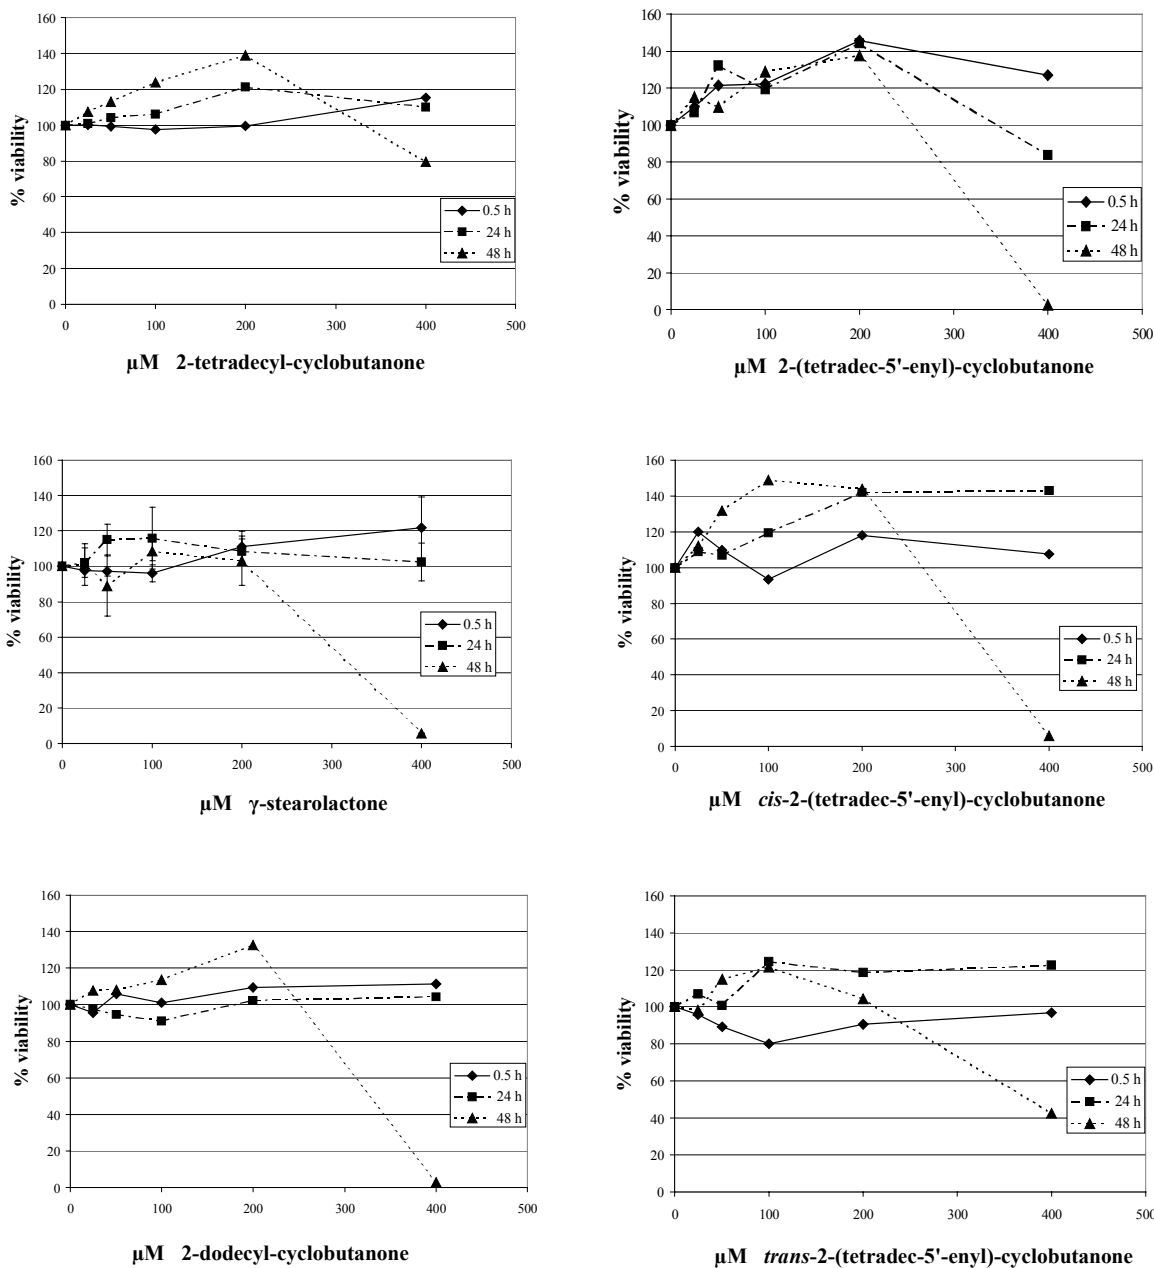 160
140
120
100
80
60
40
20
0
% viability
0 100 200 300 400 500
0.5 h
24 h
48 h
µM 2-tetradecyl-cyclobutanone
160
140
120
100
80
60
40
20
0
% viability
0 100 200 300 400 500
0.5 h
24 h
48 h
µM 2-(tetradec-5'-enyl)-cyclobutanone
160
140
120
100
80
60
40
20
0
% viability
0 100 200 300 400 500
0.5 h
24 h
48 h
µM γ-stearolactone
160
140
120
100
80
60
40
20
0
% viability
0 100 200 300 400 500
0.5 h
24 h
48 h
µM cis-2-(tetradec-5'-enyl)-cyclobutanone
160
140
120
100
80
60
40
20
0
% viability
0 100 200 300 400 500
0.5 h
24 h
48 h
µM 2-dodecyl-cyclobutanone
160
140
120
100
80
60
40
20
0
% viability
0 100 200 300 400 500
0.5 h
24 h
48 h
µM trans-2-(tetradec-5'-enyl)-cyclobutanone